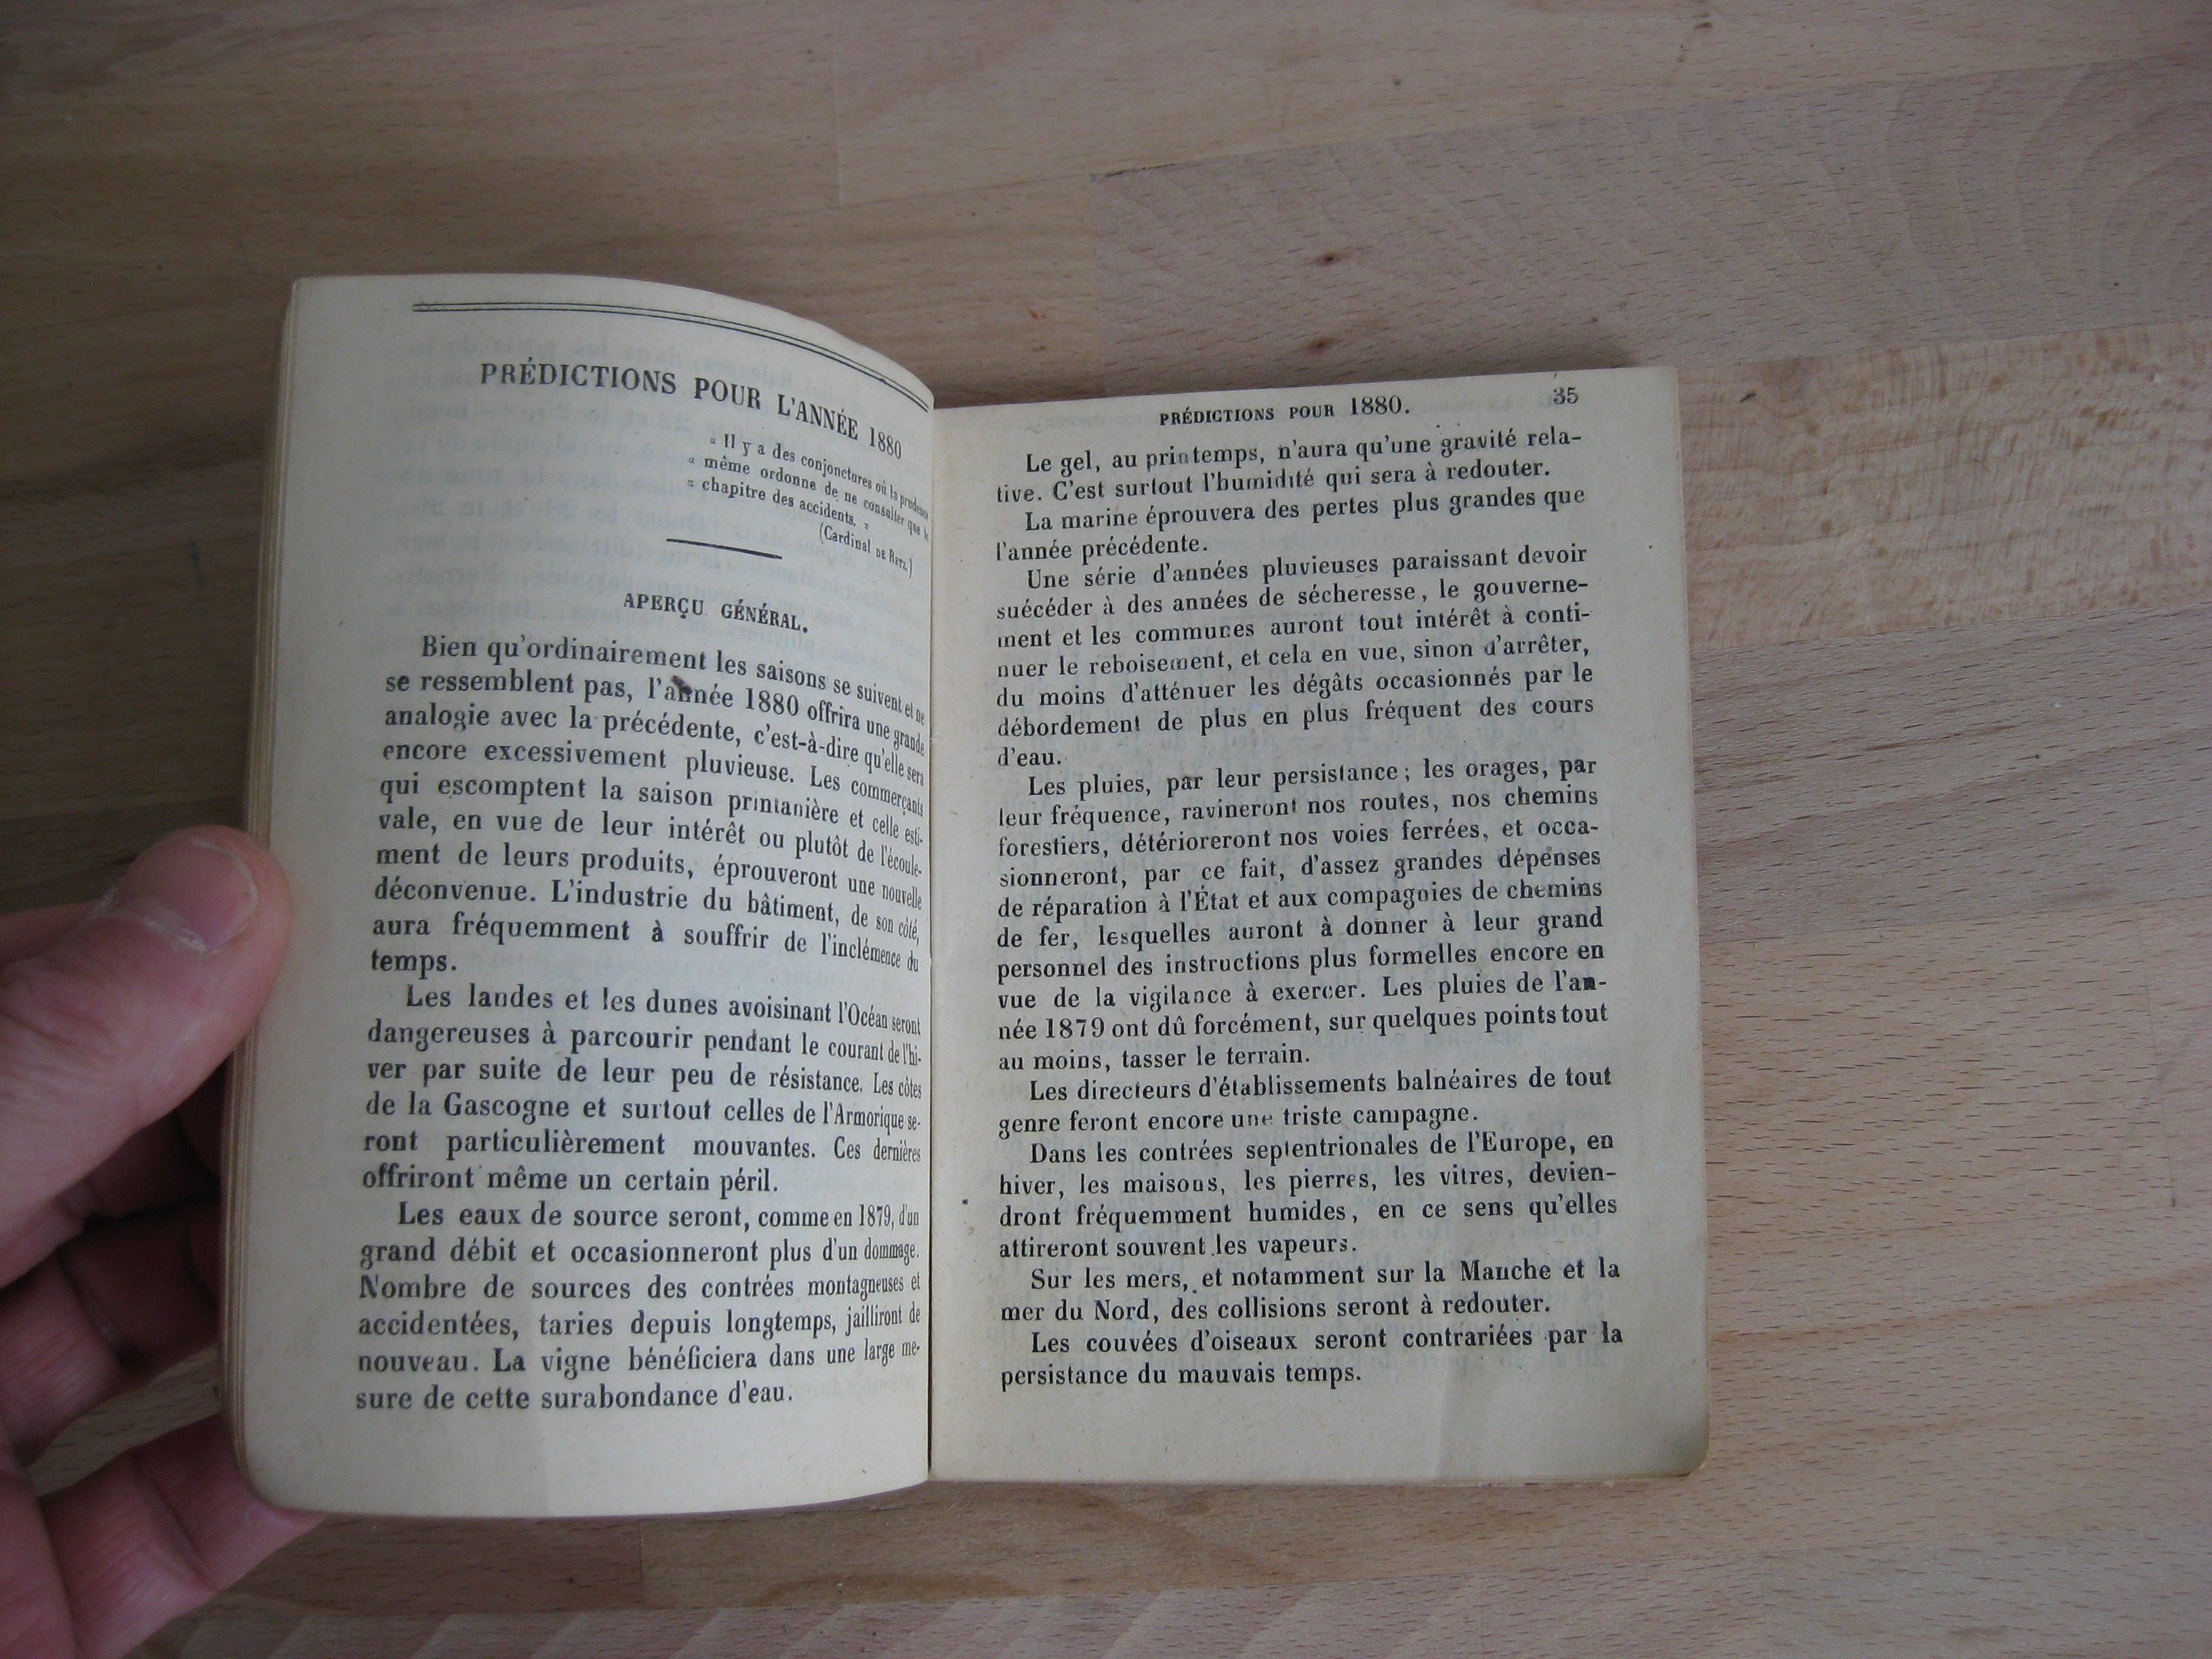 PRÉDICTIONS POUR L'ANNÉE 1880
« Il y a des conjonctures où la prudence
« même ordonne de ne consulter que le
« chapitre des accidents. »
(Cardinal DE RETZ.)
APERÇU GÉNÉRAL.
Bien qu'ordinairement les saisons se suivent et ne
se ressemblent pas, l'année 1880 offrira une grande
analogie avec la précédente, c'est-à-dire qu'elle sera
encore excessivement pluvieuse. Les commerçants
qui escomptent la saison printanière et celle esti-
vale, en vue de leur intérêt ou plutôt de l'écoule-
ment de leurs produits, éprouveront une nouvelle
déconvenue. L'industrie du bâtiment, de son côté,
aura fréquemment à souffrir de l'inclémence du
temps.
Les landes et les dunes avoisinant l'Océan seront
dangereuses à parcourir pendant le courant de l'hi-
ver par suite de leur peu de résistance. Les côtes
de la Gascogne et surtout celles de l'Armorique se-
ront particulièrement mouvantes. Ces dernières
offriront même un certain péril.
Les eaux de source seront, comme en 1879, d'un
grand débit et occasionneront plus d'un dommage.
Nombre de sources des contrées montagneuses et
accidentées, taries depuis longtemps, jailliront de
nouveau. La vigne bénéficiera dans une large me-
sure de cette surabondance d'eau.
PRÉDICTIONS POUR 1880. 35
Le gel, au printemps, n'aura qu'une gravité rela-
tive. C'est surtout l'humidité qui sera à redouter.
La marine éprouvera des pertes plus grandes que
l'année précédente.
Une série d'années pluvieuses paraissant devoir
suécéder à des années de sécheresse, le gouverne-
ment et les communes auront tout intérêt à conti-
nuer le reboisement, et cela en vue, sinon d'arrêter,
du moins d'atténuer les dégâts occasionnés par le
débordement de plus en plus fréquent des cours
d'eau.
Les pluies, par leur persistance; les orages, par
leur fréquence, ravineront nos routes, nos chemins
forestiers, détérioreront nos voies ferrées, et occa-
sionneront, par ce fait, d'assez grandes dépenses
de réparation à l'État et aux compagnies de chemins
de fer, lesquelles auront à donner à leur grand
personnel des instructions plus formelles encore en
vue de la vigilance à exercer. Les pluies de l'an-
née 1879 ont dû forcément, sur quelques points tout
au moins, tasser le terrain.
Les directeurs d'établissements balnéaires de tout
genre feront encore une triste campagne.
Dans les contrées septentrionales de l'Europe, en
hiver, les maisons, les pierres, les vitres, devien-
dront fréquemment humides, en ce sens qu'elles
attireront souvent les vapeurs.
Sur les mers, et notamment sur la Manche et la
mer du Nord, des collisions seront à redouter.
Les couvées d'oiseaux seront contrariées par la
persistance du mauvais temps.